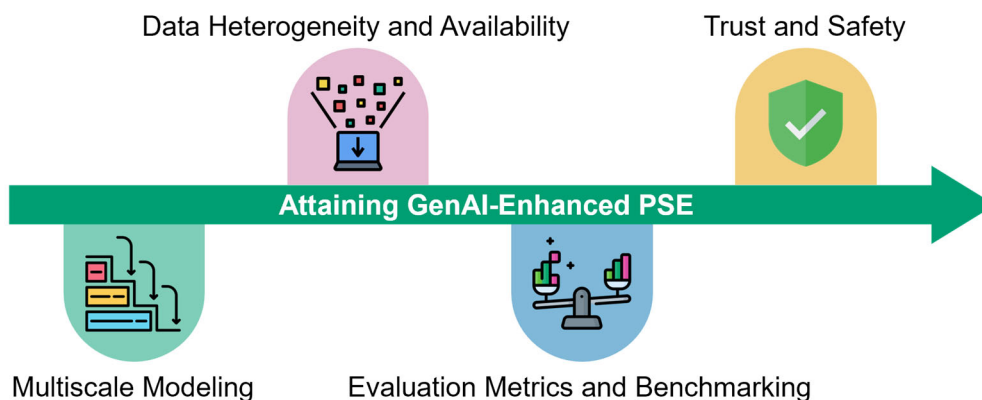 Data Heterogeneity and Availability
Trust and Safety
Attaining GenAI-Enhanced PSE
Multiscale Modeling
Evaluation Metrics and Benchmarking